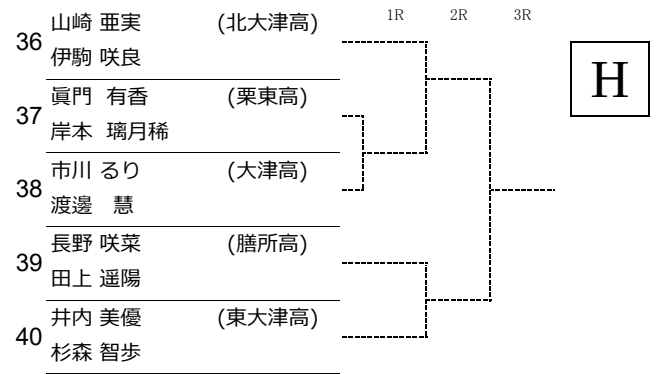 1R 2R 3R
H
36 山崎 亜実 (北大津高)
伊駒 咲良
37 眞門 有香 (栗東高)
岸本 璃月稀
38 市川 るり (大津高)
渡邊 慧
39 長野 咲菜 (膳所高)
田上 遥陽
40 井内 美優 (東大津高)
杉森 智歩